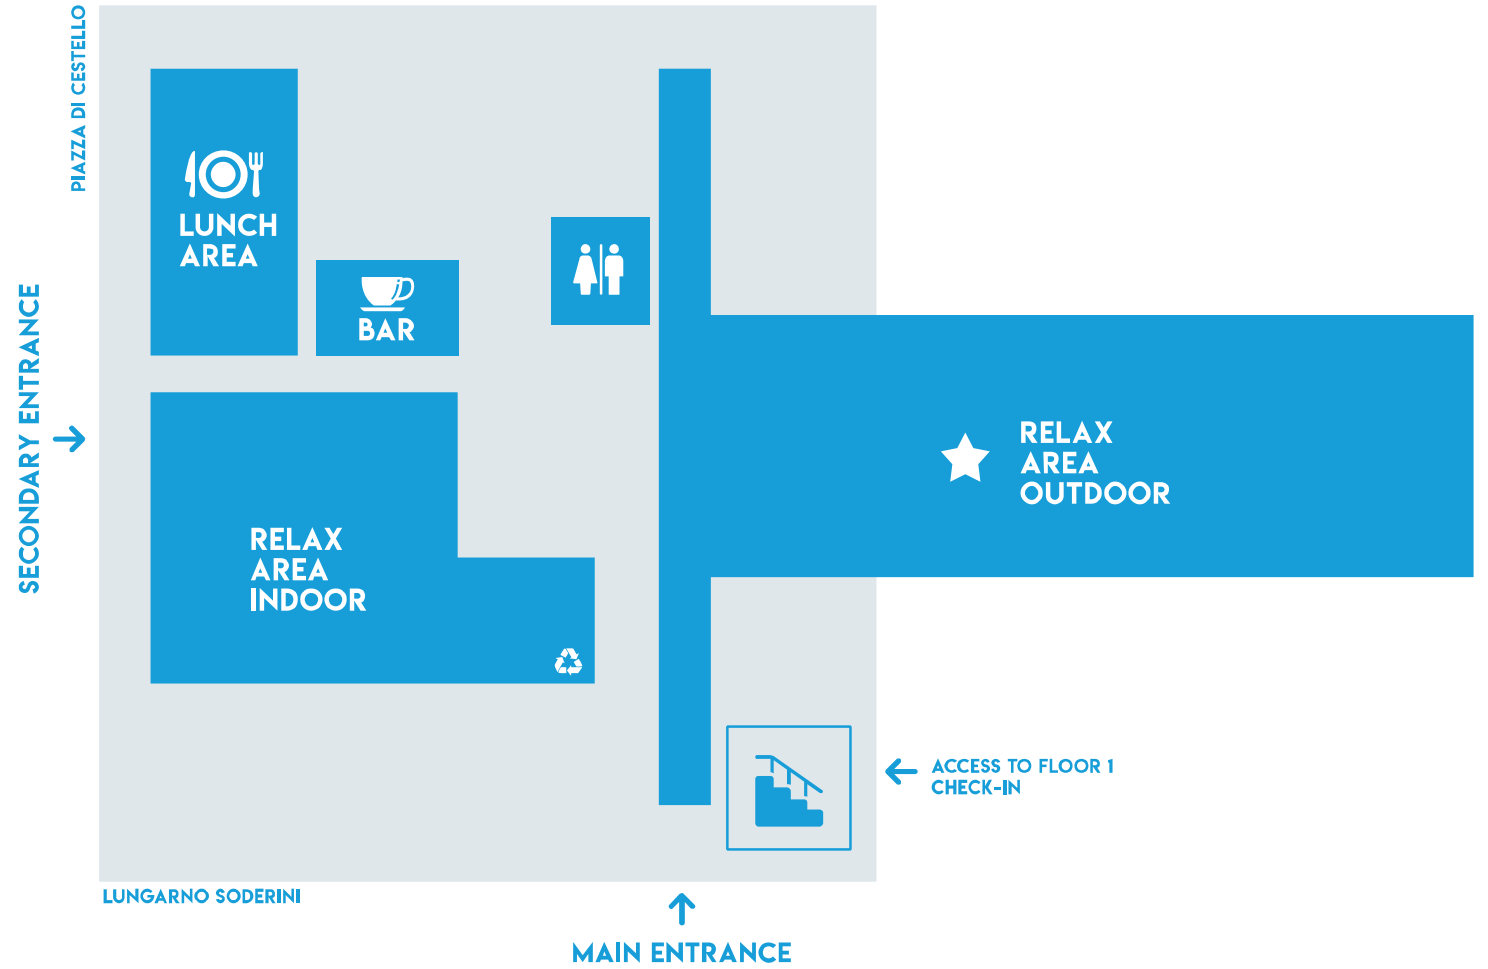 PIAZZA DI CESTELLO
LUNCH
AREA
BAR
SECONDARY ENTRANCE
RELAX
AREA
OUTDOOR
RELAX
AREA
INDOOR
ACCESS TO FLOOR 1
CHECK-IN
LUNGARNO SODERINI
MAIN ENTRANCE